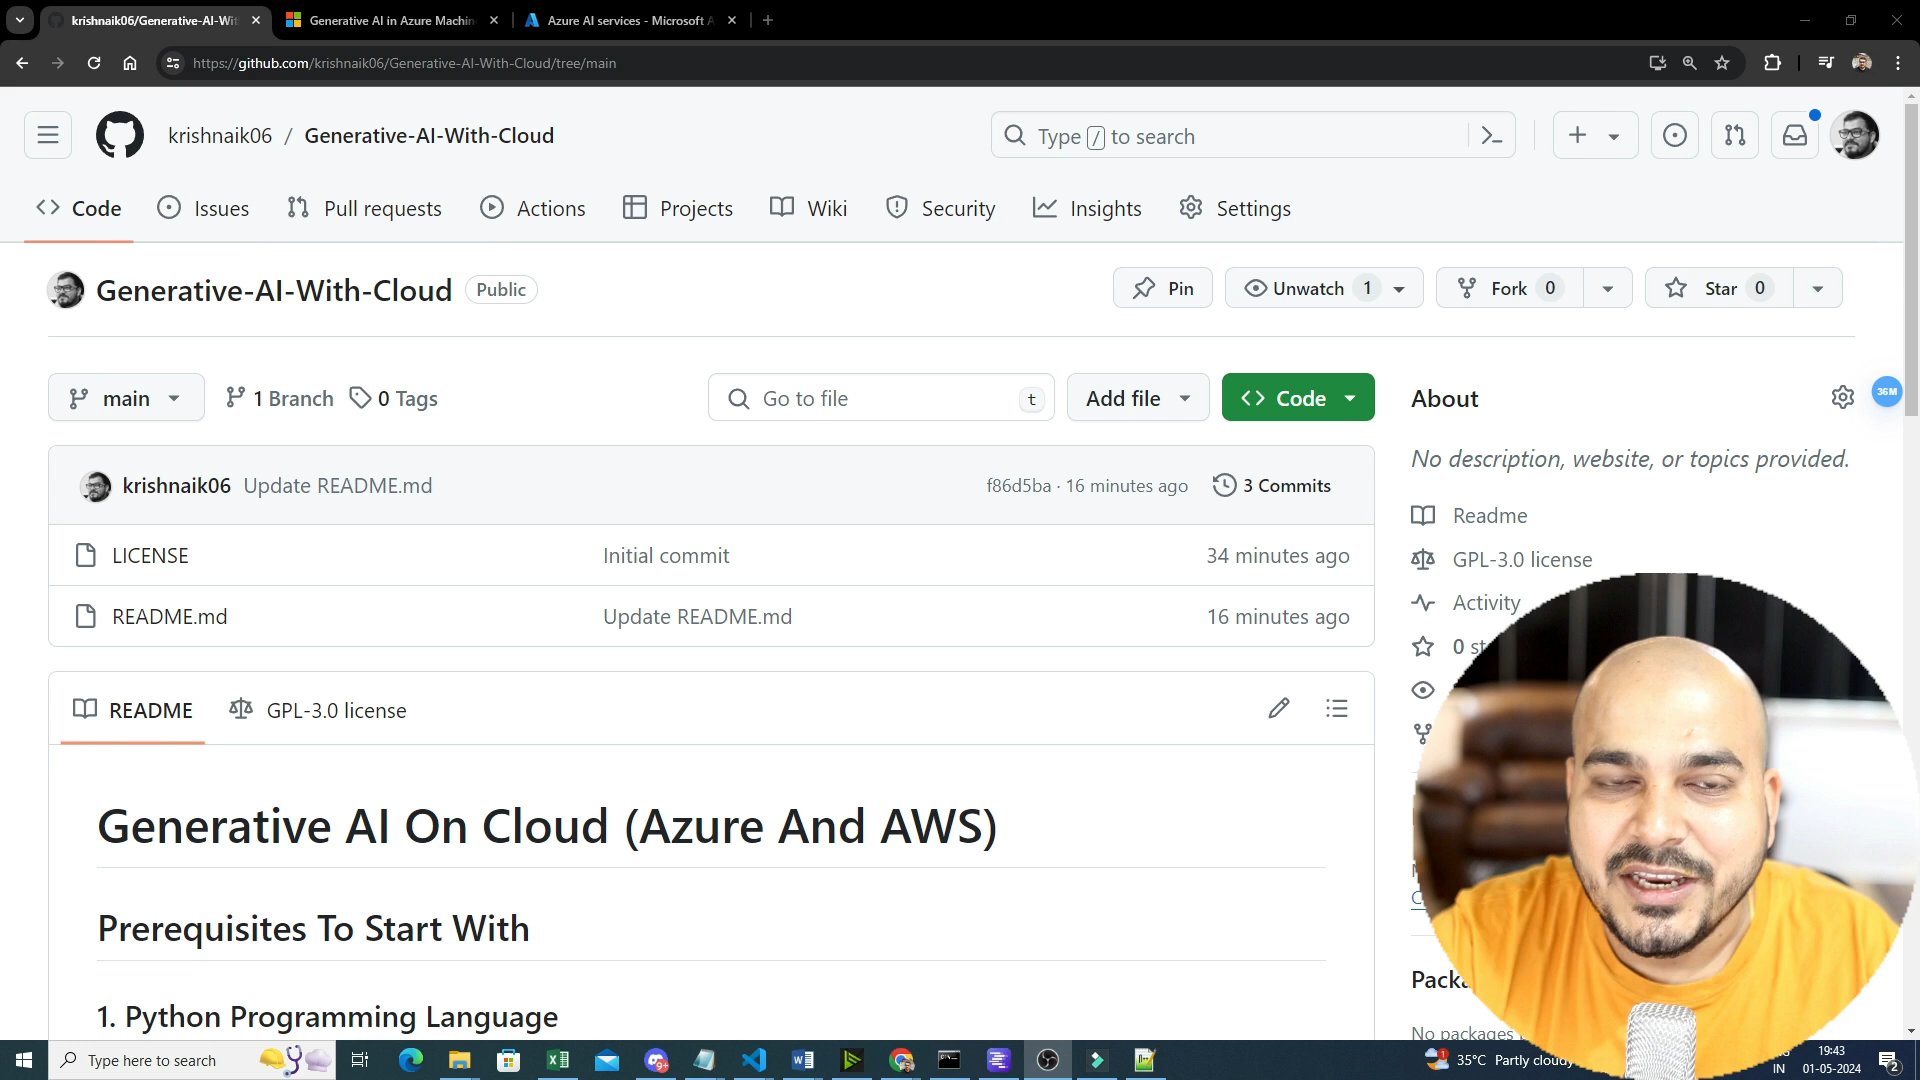 krishnaik06/Generative-AI-Wit
Generative AI in Azure Machin
Azure AI services - Microsoft A
https://github.com/krishnaik06/Generative-AI-With-Cloud/tree/main
krishnaik06 / Generative-AI-With-Cloud
Type / to search
Code Issues Pull requests Actions Projects Wiki Security Insights Settings
Generative-AI-With-Cloud Public
Pin Unwatch 1 Fork 0 Star 0
main 1 Branch 0 Tags Go to file t Add file Code
About
36M
No description, website, or topics provided.
krishnaik06 Update README.md f86d5ba · 16 minutes ago 3 Commits
Readme
LICENSE Initial commit 34 minutes ago
GPL-3.0 license
README.md Update README.md 16 minutes ago
Activity
0 st
README GPL-3.0 license
Generative AI On Cloud (Azure And AWS)
Prerequisites To Start With
Packa
1. Python Programming Language
No packages
Type here to search
9+
35°C Partly cloudy
IN
19:43
01-05-2024
2